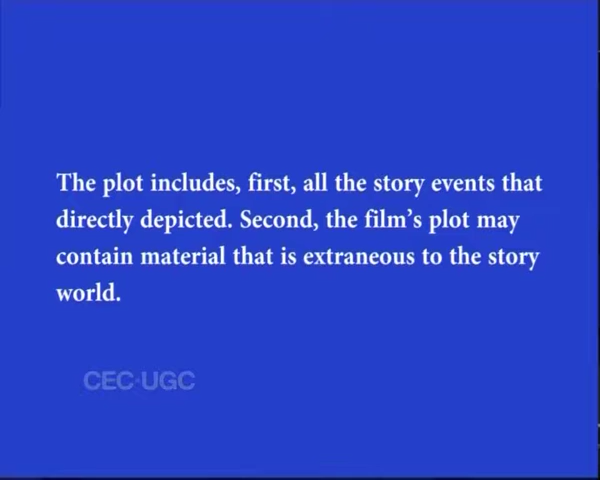 The plot includes, first, all the story events that
directly depicted. Second, the film's plot may
contain material that is extraneous to the story
world.
CEC-UGC